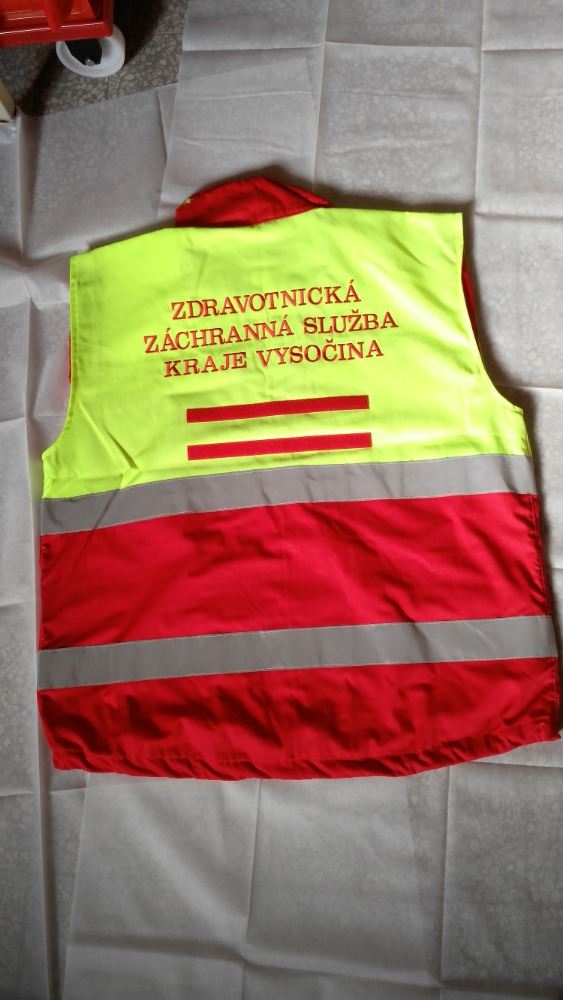 ZDRAVOTNICKÁ
ZÁCHRANNÁ SLUŽBA
KRAJE VYSOČINA